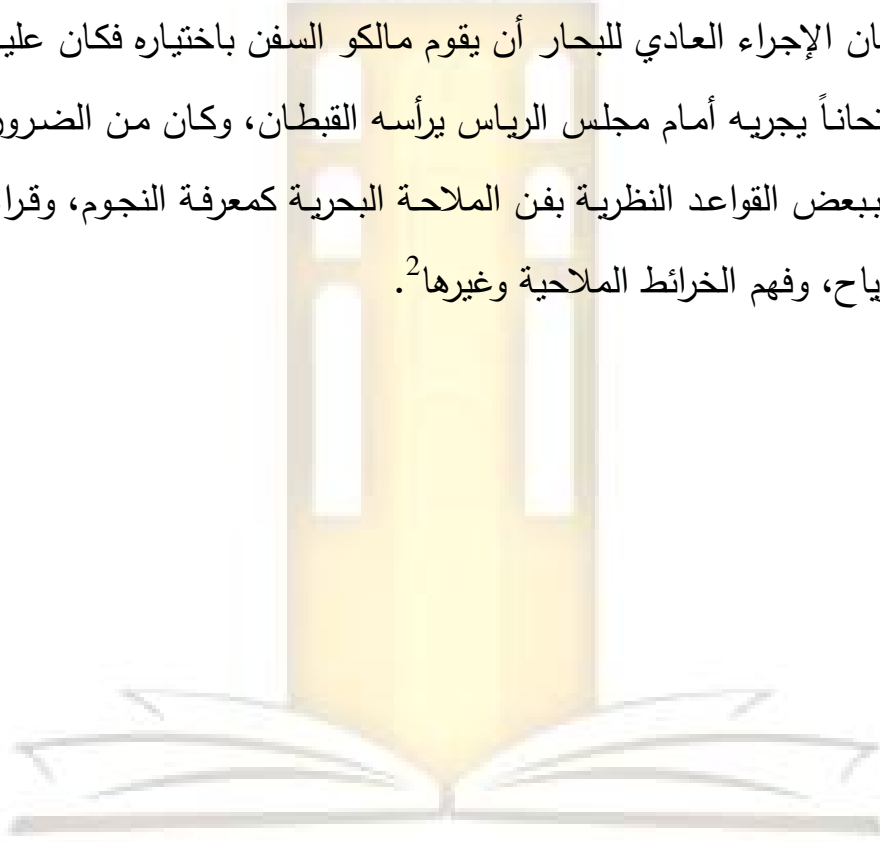 ان الإجراء العادي للبحار أن يقوم مالكو السفن باختياره فكان علي
تحاناً يجريه أمام مجلس الرياس يرأسه القبطان، وكان من الضرور
ببعض القواعد النظرية بفن الملاحة البحرية كمعرفة النجوم، وقرا
ياح، وفهم الخرائط الملاحية وغيرها².